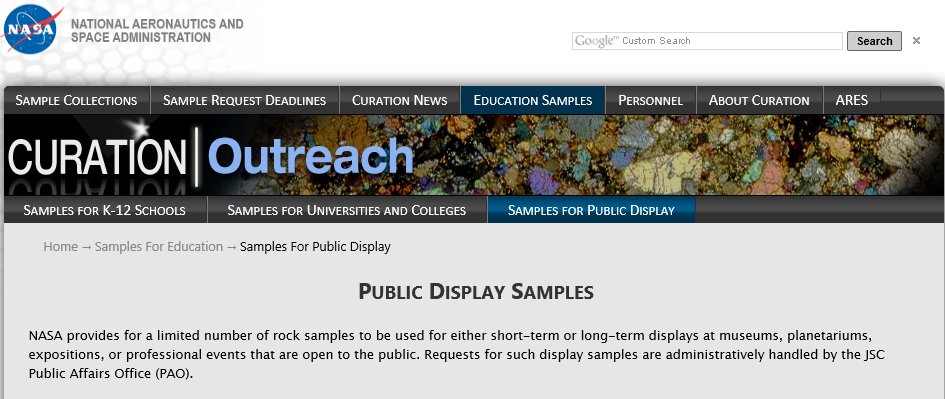 NASA
NATIONAL AERONAUTICS AND
SPACE ADMINISTRATION
Google™ Custom Search
Search
×
SAMPLE COLLECTIONS SAMPLE REQUEST DEADLINES CURATION NEWS EDUCATION SAMPLES PERSONNEL ABOUT CURATION ARES
CURATION Outreach
SAMPLES FOR K-12 SCHOOLS SAMPLES FOR UNIVERSITIES AND COLLEGES SAMPLES FOR PUBLIC DISPLAY
Home → Samples For Education → Samples For Public Display
PUBLIC DISPLAY SAMPLES
NASA provides for a limited number of rock samples to be used for either short-term or long-term displays at museums, planetariums,
expositions, or professional events that are open to the public. Requests for such display samples are administratively handled by the JSC
Public Affairs Office (PAO).